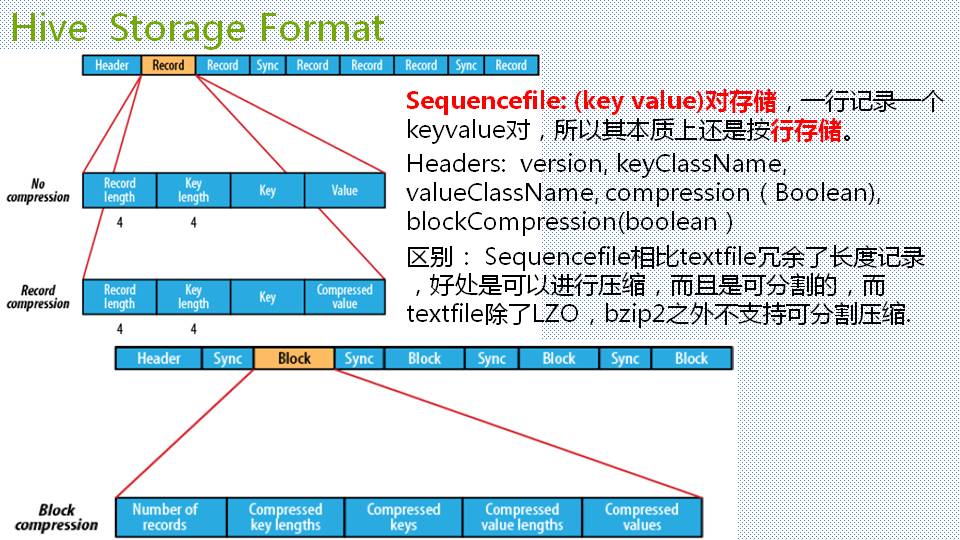 Hive Storage Format
Header Record Record Sync Record Record Record Sync Record
Sequencefile: (key value)对存储，一行记录一个
keyvalue对，所以其本质上还是按行存储。
Headers: version, keyClassName,
valueClassName, compression（Boolean),
blockCompression(boolean）
区别： Sequencefile相比textfile冗余了长度记录
，好处是可以进行压缩，而且是可分割的，而
textfile除了LZO，bzip2之外不支持可分割压缩.
No
compression
Record
length
Key
length
Key
Value
4 4
Record
compression
Record
length
Key
length
Key
Compressed
value
4 4
Header Sync Block Sync Block Sync Block Sync Block
Block
compression
Number of
records
Compressed
key lengths
Compressed
keys
Compressed
value lengths
Compressed
values